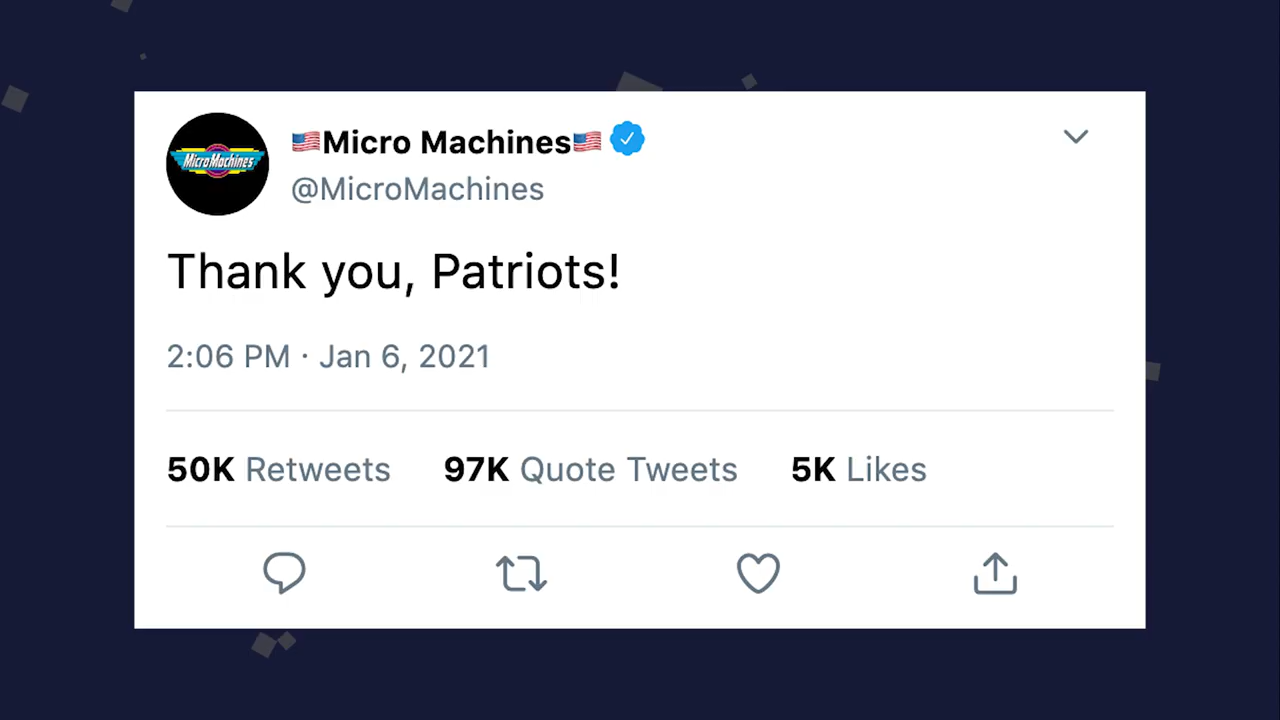 MicroMachines
🇺🇸Micro Machines🇺🇸
@MicroMachines
Thank you, Patriots!
2:06 PM · Jan 6, 2021
50K Retweets 97K Quote Tweets 5K Likes